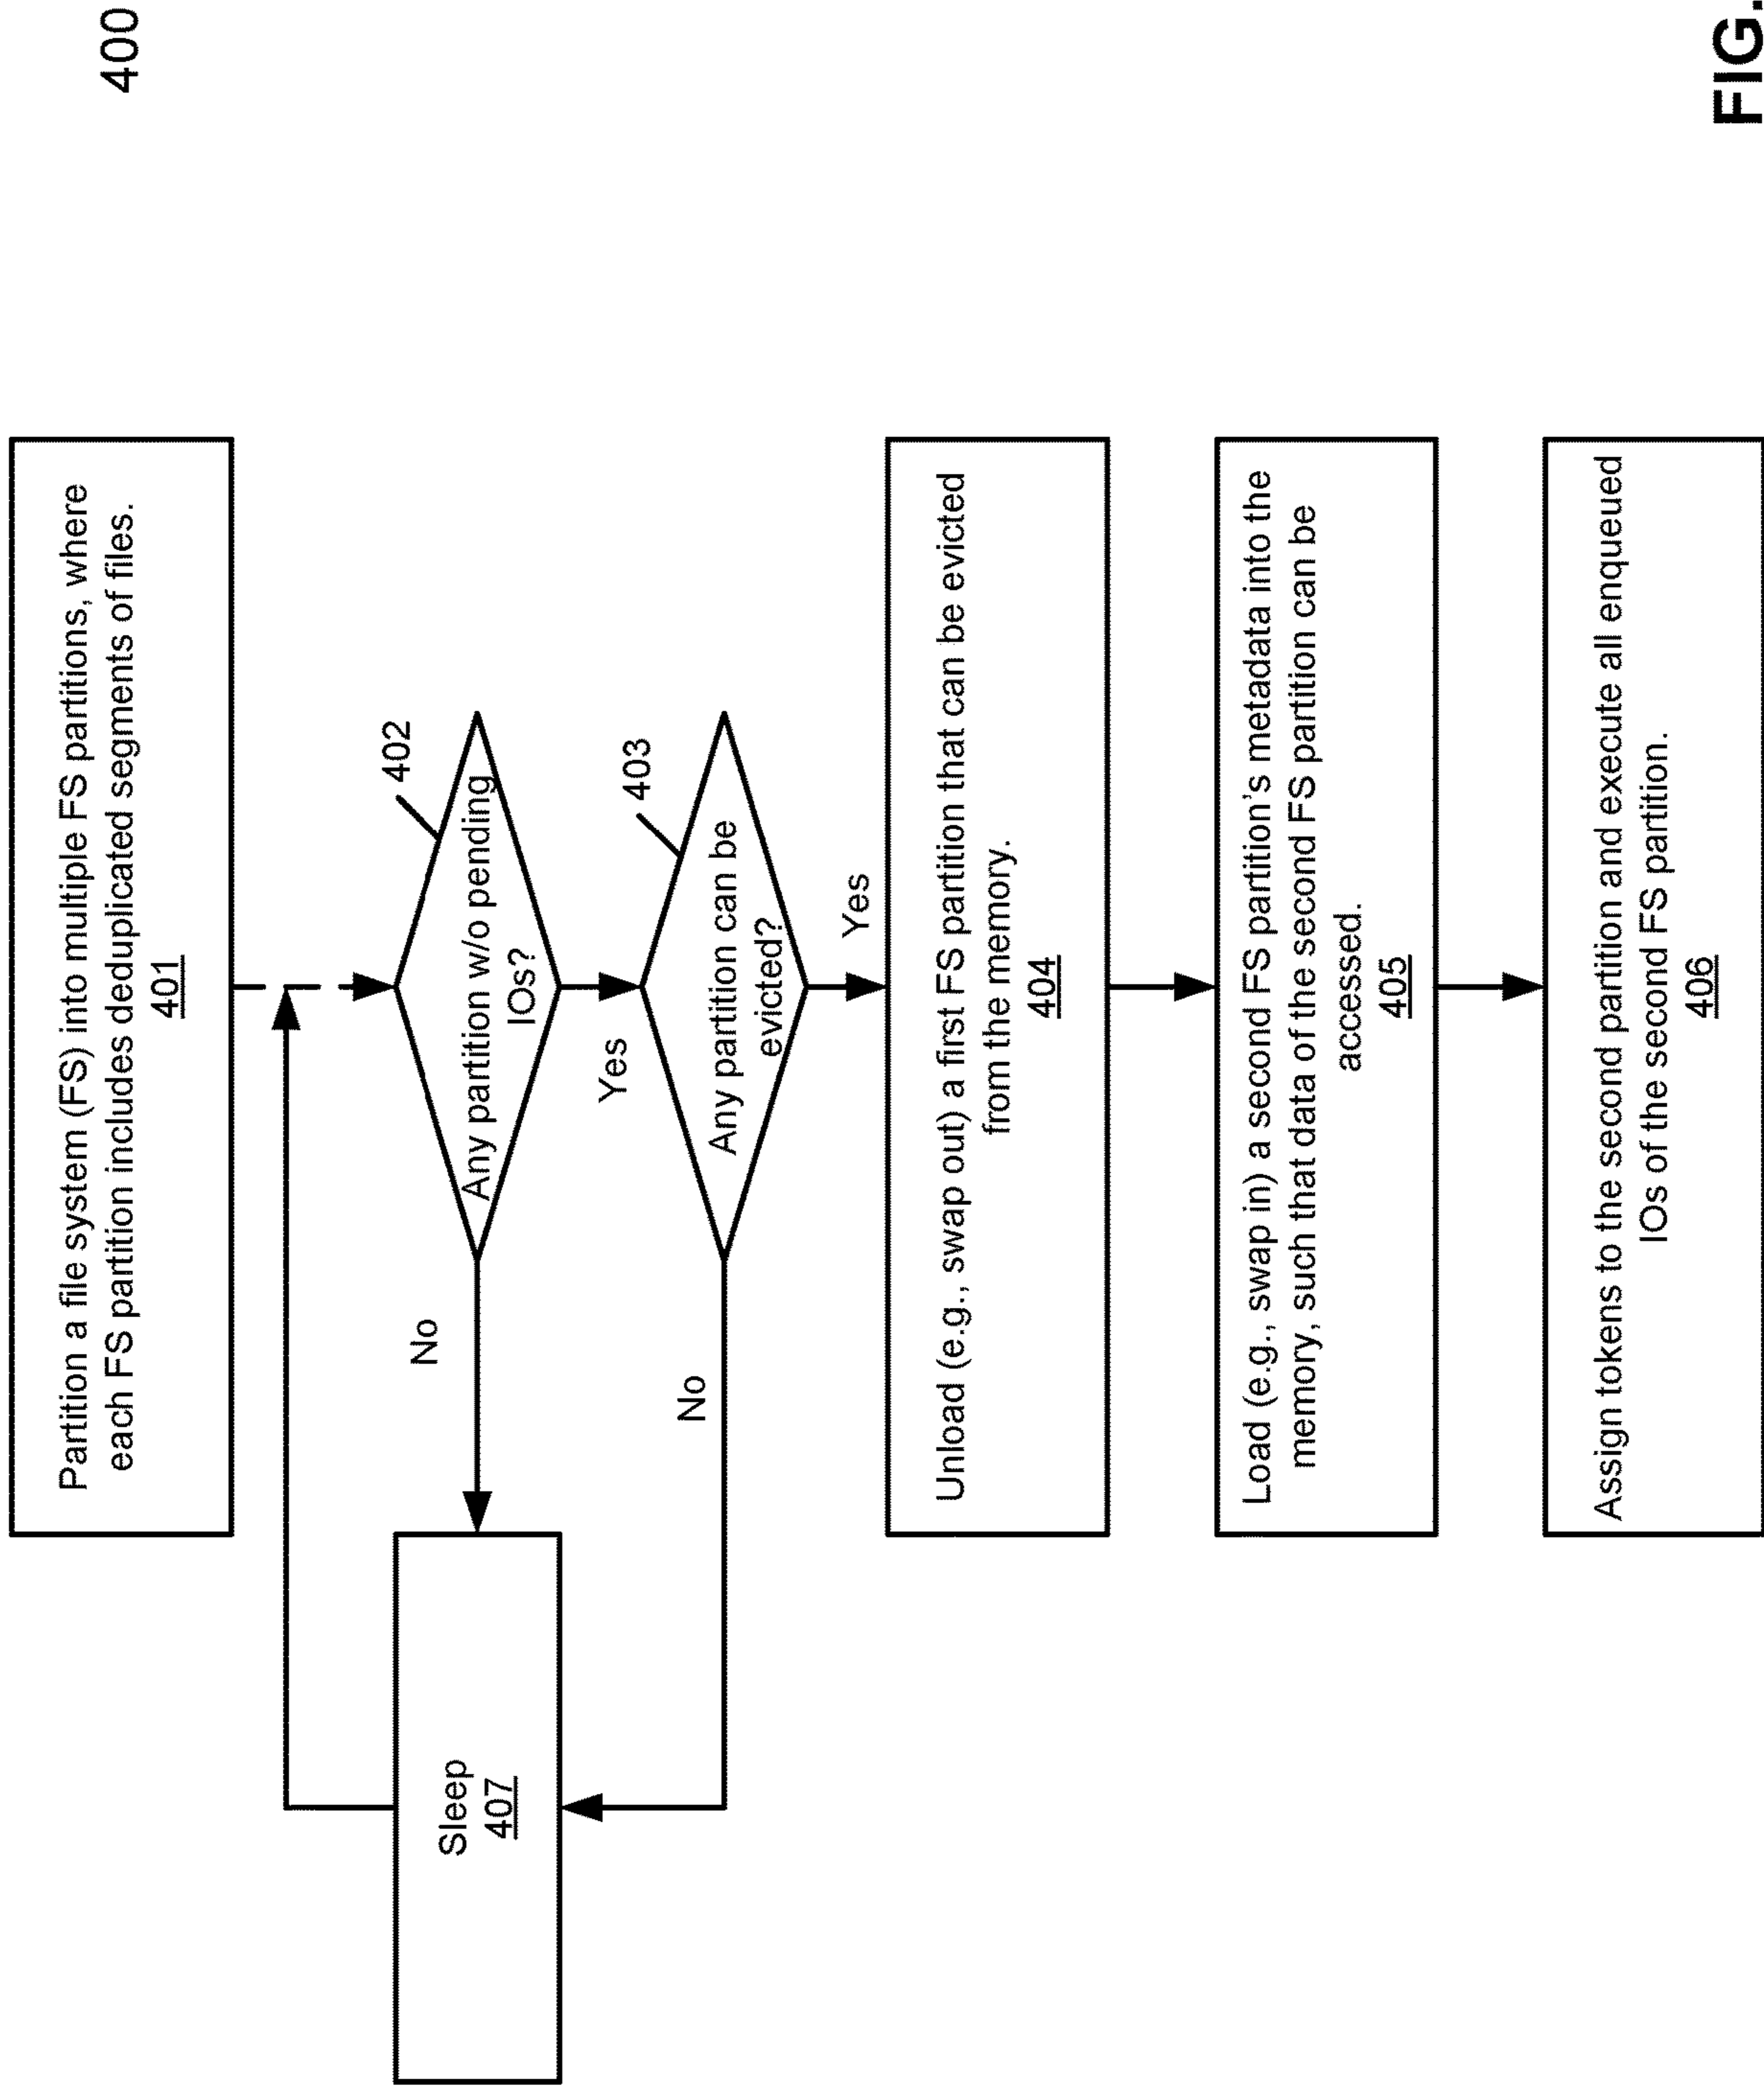 400
Partition a file system (FS) into multiple FS partitions, where
each FS partition includes deduplicated segments of files.
401
402
Any partition w/o pending
IOs?
No
Yes
403
Any partition can be
evicted?
No
Yes
Sleep
407
Unload (e.g., swap out) a first FS partition that can be evicted
from the memory.
404
Load (e.g., swap in) a second FS partition's metadata into the
memory, such that data of the second FS partition can be
accessed.
405
Assign tokens to the second partition and execute all enqueued
IOs of the second FS partition.
406
FIG.